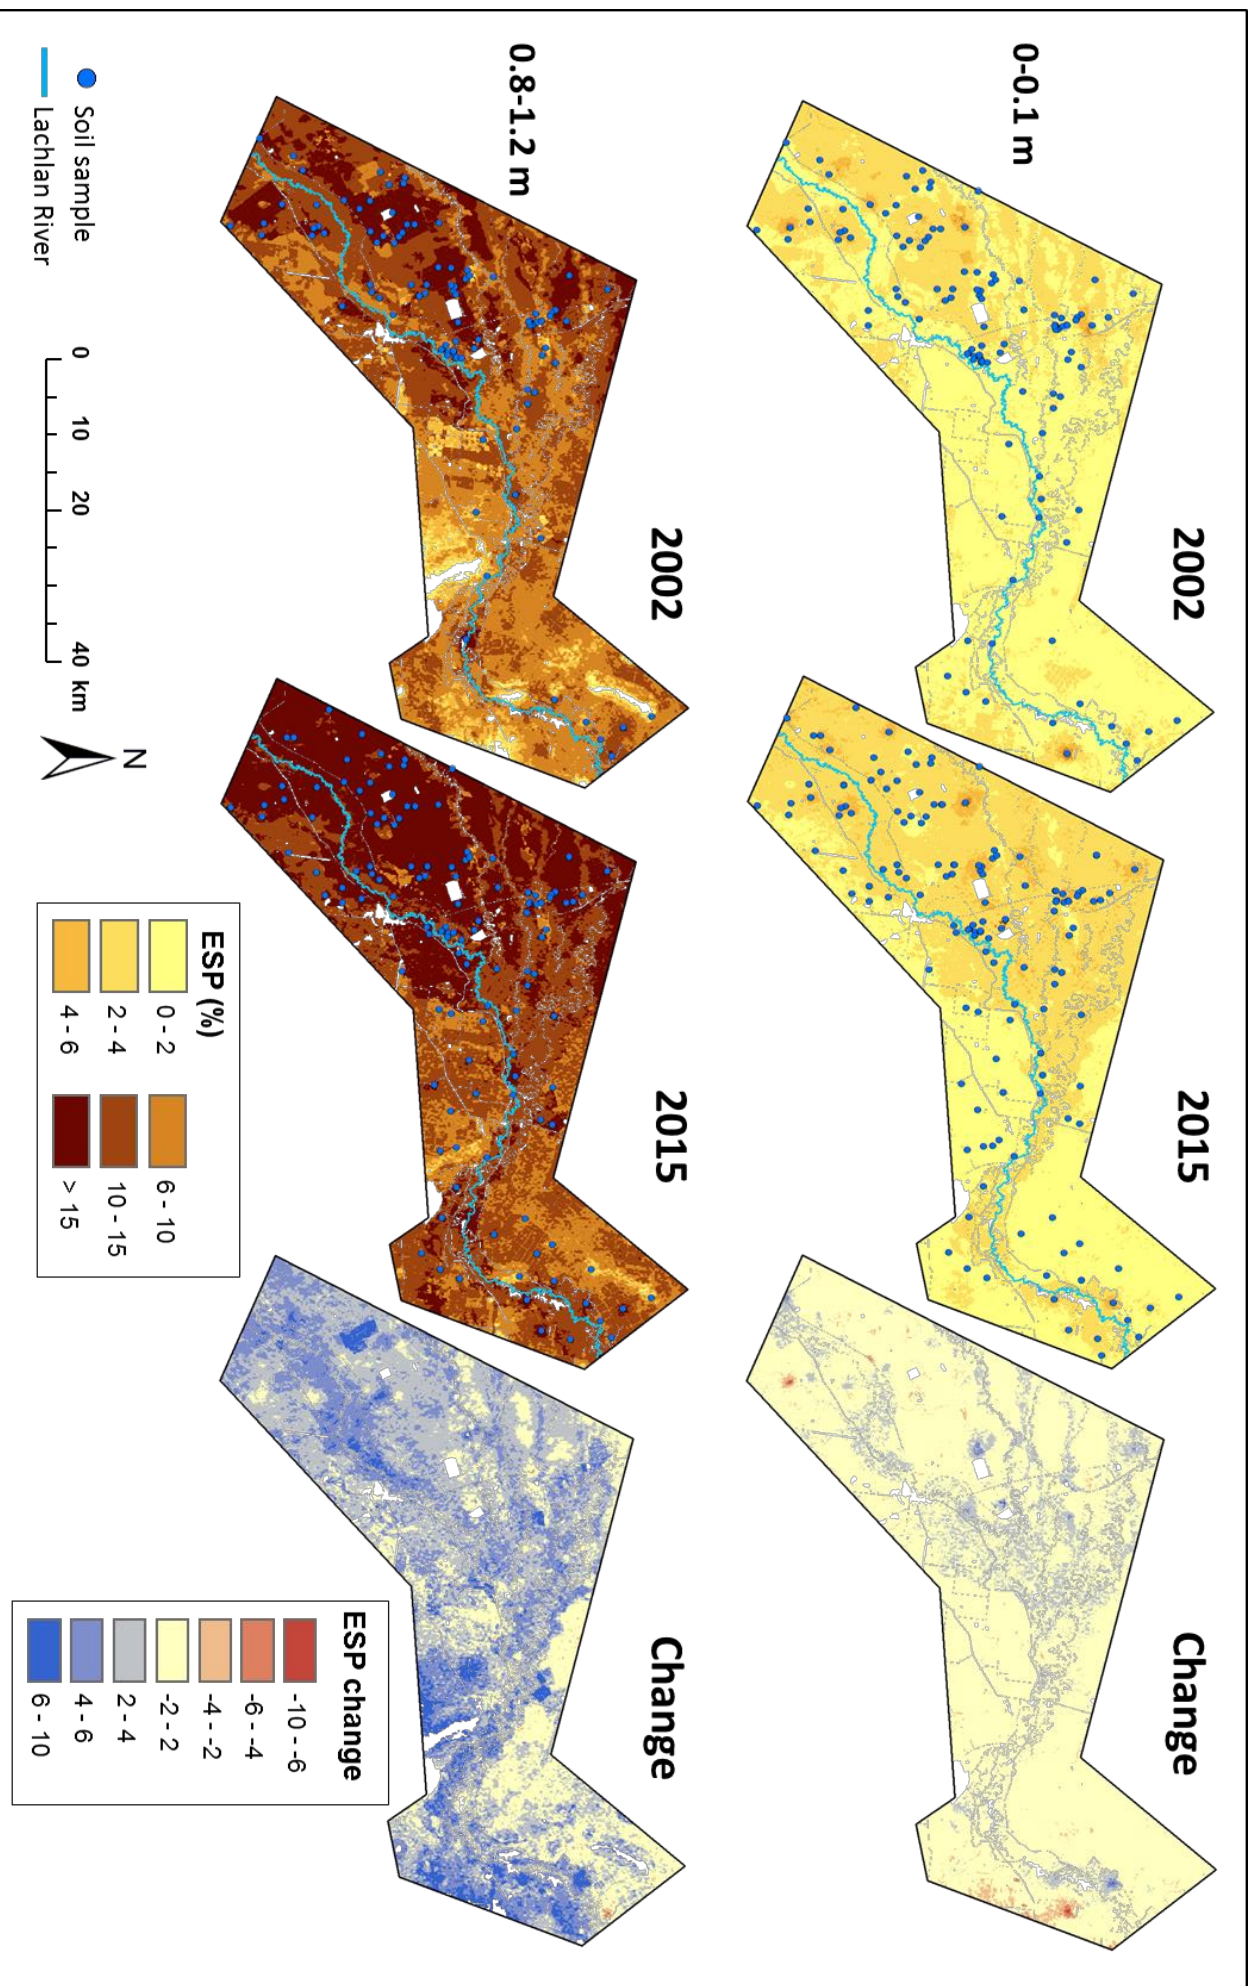 2002
2015
Change
0-0.1 m
2002
2015
Change
0.8-1.2 m
Soil sample
Lachlan River
0 10 20 40 km
N
ESP (%)
0 - 2
2 - 4
4 - 6
6 - 10
10 - 15
> 15
ESP change
-10 - -6
-6 - -4
-4 - -2
-2 - 2
2 - 4
4 - 6
6 - 10